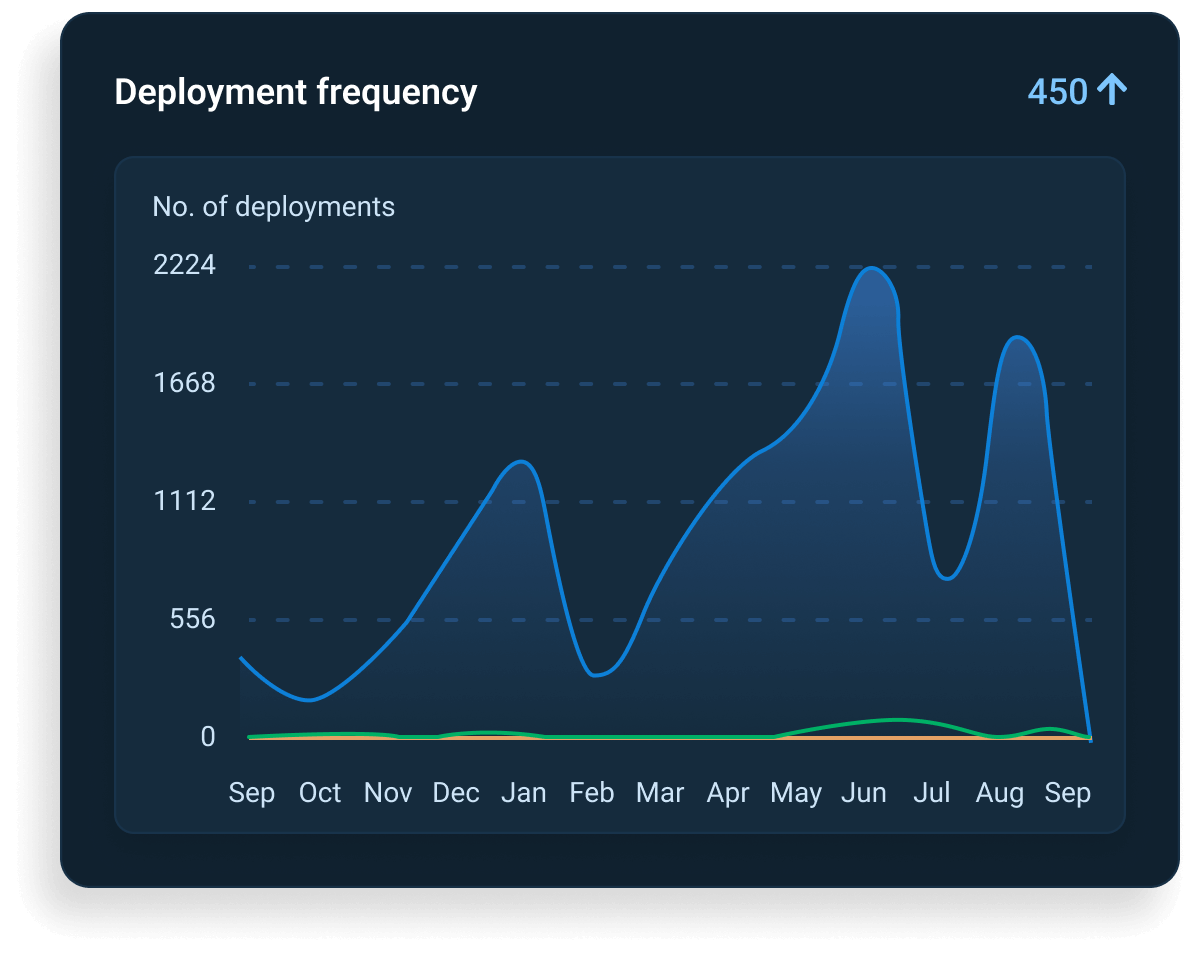 Deployment frequency
450
No. of deployments
2224
1668
1112
556
0
Sep Oct Nov Dec Jan Feb Mar Apr May Jun Jul Aug Sep